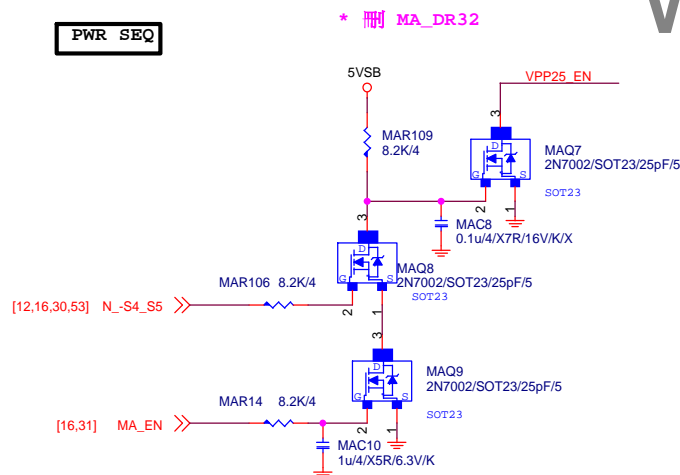 * 刪 MA_DR32
PWR SEQ
5VSB
VPP25_EN
MAR109
8.2K/4
3
D
G
S
MAQ7
2N7002/SOT23/25pF/5
SOT23
2
1
MAC8
0.1u/4/X7R/16V/K/X
3
D
G
S
MAQ8
2N7002/SOT23/25pF/5
SOT23
MAR106 8.2K/4
[12,16,30,53] N_-S4_S5
2
1
3
D
G
S
MAQ9
2N7002/SOT23/25pF/5
SOT23
MAR14 8.2K/4
[16,31] MA_EN
2
1
MAC10
1u/4/X5R/6.3V/K